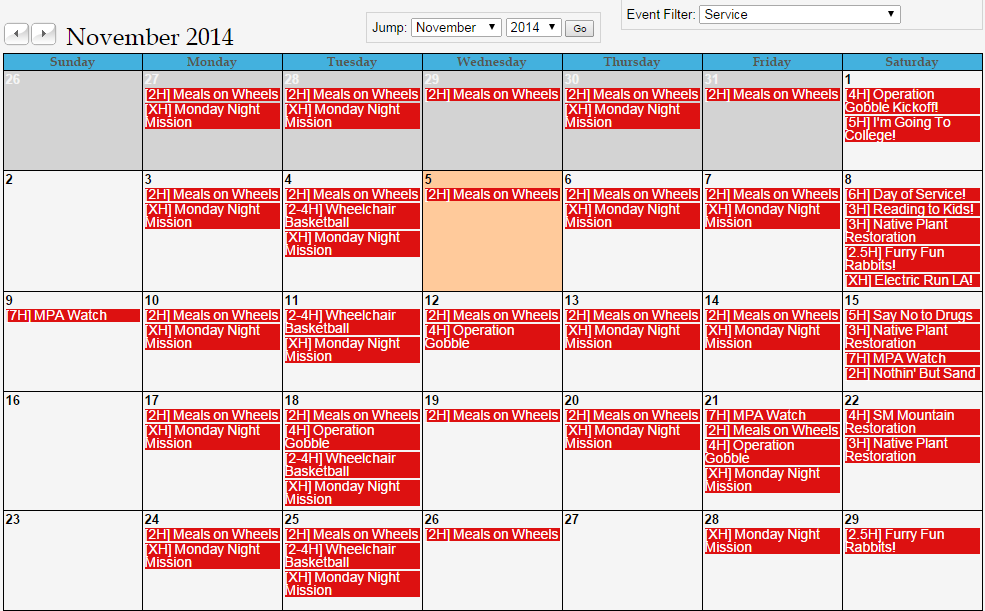 Event Filter: Service
Jump: November 2014 Go
November 2014
Sunday Monday Tuesday Wednesday Thursday Friday Saturday
26
27
[2H] Meals on Wheels
[XH] Monday Night
Mission
28
[2H] Meals on Wheels
[XH] Monday Night
Mission
29
[2H] Meals on Wheels
30
[2H] Meals on Wheels
[XH] Monday Night
Mission
31
[2H] Meals on Wheels
1
[4H] Operation
Gobble Kickoff!
[5H] I'm Going To
College!
2
3
[2H] Meals on Wheels
[XH] Monday Night
Mission
4
[2H] Meals on Wheels
[2-4H] Wheelchair
Basketball
[XH] Monday Night
Mission
5
[2H] Meals on Wheels
6
[2H] Meals on Wheels
[XH] Monday Night
Mission
7
[2H] Meals on Wheels
[XH] Monday Night
Mission
8
[6H] Day of Service!
[3H] Reading to Kids!
[3H] Native Plant
Restoration
[2.5H] Furry Fun
Rabbits!
[XH] Electric Run LA!
9
[7H] MPA Watch
10
[2H] Meals on Wheels
[XH] Monday Night
Mission
11
[2-4H] Wheelchair
Basketball
[XH] Monday Night
Mission
12
[2H] Meals on Wheels
[4H] Operation
Gobble
13
[2H] Meals on Wheels
[XH] Monday Night
Mission
14
[2H] Meals on Wheels
[XH] Monday Night
Mission
15
[5H] Say No to Drugs
[3H] Native Plant
Restoration
[7H] MPA Watch
[2H] Nothin' But Sand
16
17
[2H] Meals on Wheels
[XH] Monday Night
Mission
18
[2H] Meals on Wheels
[4H] Operation
Gobble
[2-4H] Wheelchair
Basketball
[XH] Monday Night
Mission
19
[2H] Meals on Wheels
20
[2H] Meals on Wheels
[XH] Monday Night
Mission
21
[7H] MPA Watch
[2H] Meals on Wheels
[4H] Operation
Gobble
[XH] Monday Night
Mission
22
[4H] SM Mountain
Restoration
[3H] Native Plant
Restoration
23
24
[2H] Meals on Wheels
[XH] Monday Night
Mission
25
[2H] Meals on Wheels
[2-4H] Wheelchair
Basketball
[XH] Monday Night
Mission
26
[2H] Meals on Wheels
27
28
[XH] Monday Night
Mission
29
[2.5H] Furry Fun
Rabbits!